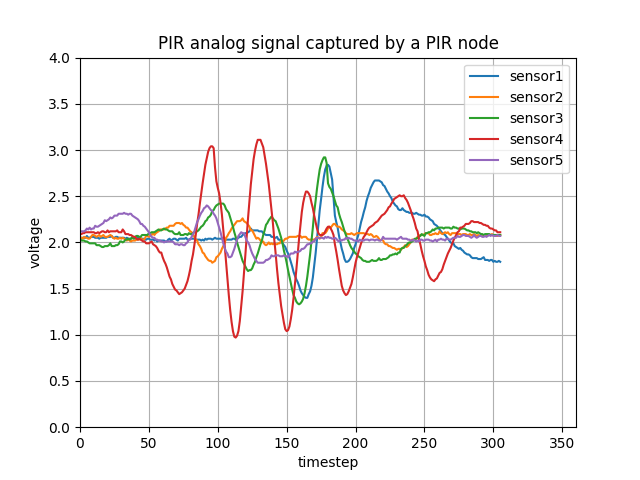 PIR analog signal captured by a PIR node
4.0
3.5
3.0
2.5
2.0
1.5
1.0
0.5
0.0
voltage
0 50 100 150 200 250 300 350
timestep
sensor1
sensor2
sensor3
sensor4
sensor5